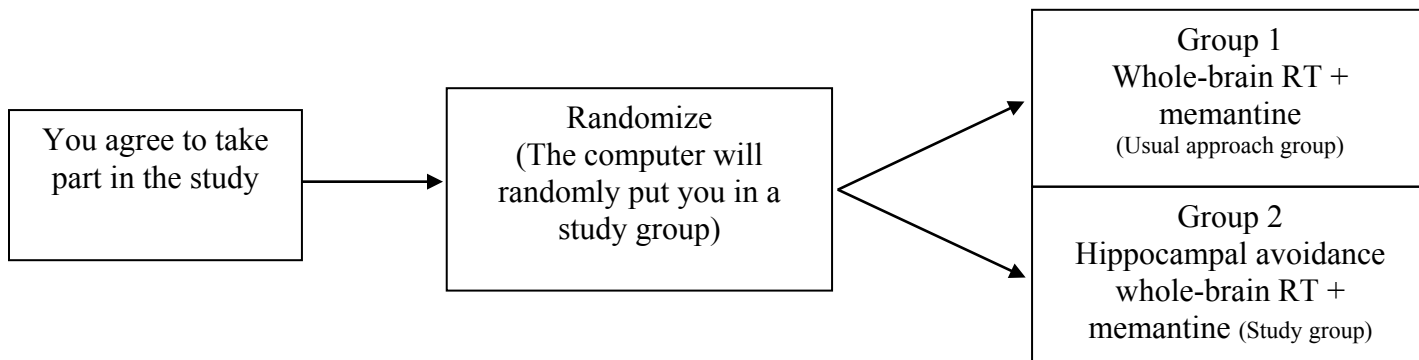 You agree to take
part in the study
Randomize
(The computer will
randomly put you in a
study group)
Group 1
Whole-brain RT +
memantine
(Usual approach group)
Group 2
Hippocampal avoidance
whole-brain RT +
memantine (Study group)